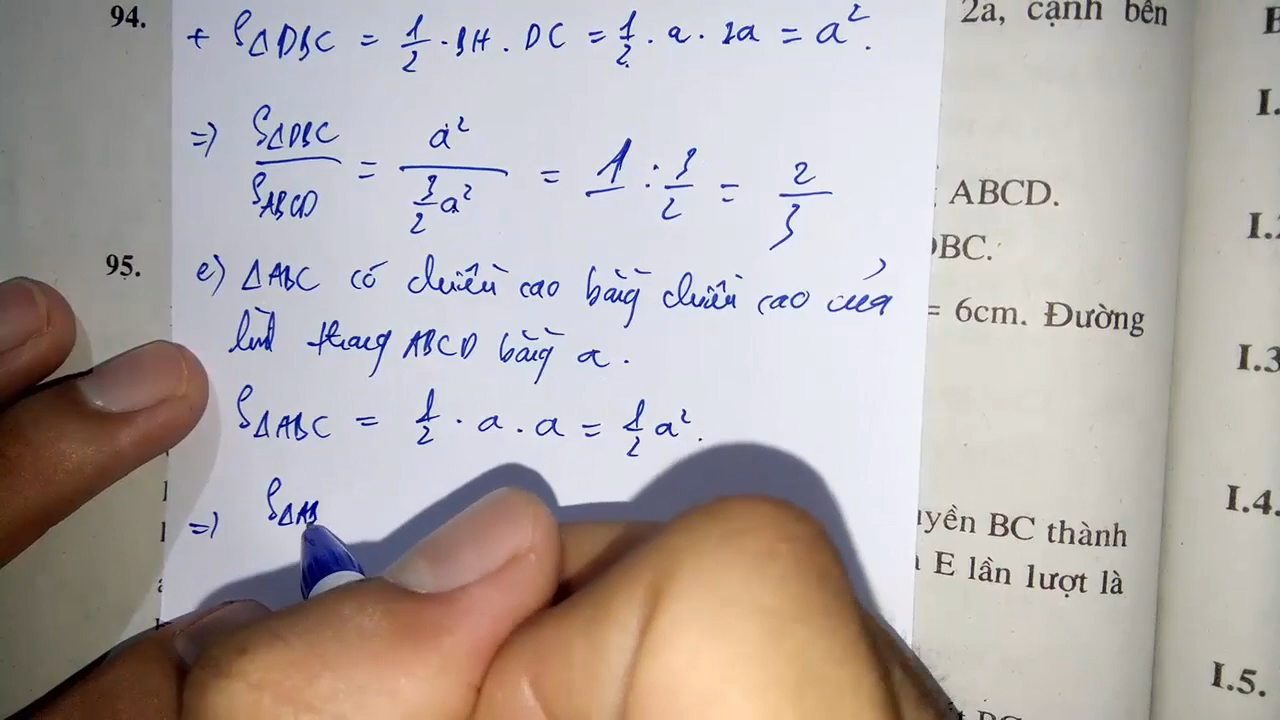 94.
+ S△DBC = 1/2 . BH . DC = 1/2 . a . 2a = a².
2a, cạnh bên
=> S△DBC / SABCD = a² / (3/2 a²) = 1 : 3/2 = 2/3
ABCD.
DBC.
95.
e) △ABC có chiều cao bằng chiều cao của
= 6cm. Đường
hình thang ABCD bằng a.
S△ABC = 1/2 . a . a = 1/2 a².
=> S△AB
uyền BC thành
E lần lượt là
BC
I.
I.3
I.4.
I.5.